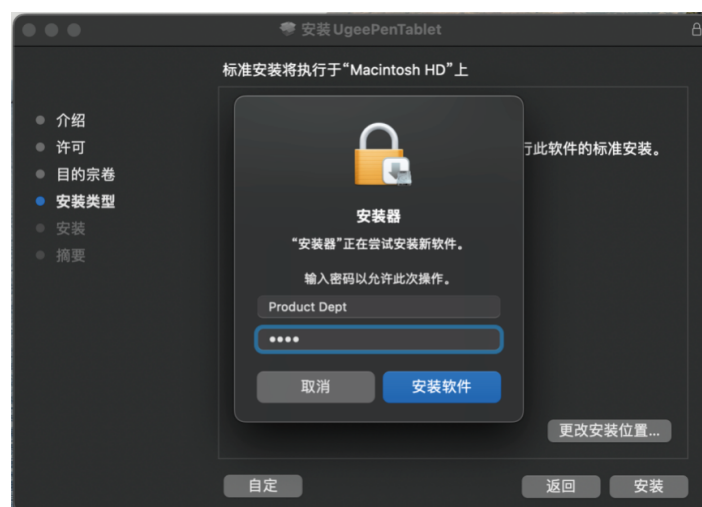 安装 UgeePenTablet
标准安装将执行于“Macintosh HD”上
介绍
许可
目的宗卷
安装类型
安装
摘要
行此软件的标准安装。
安装器
“安装器”正在尝试安装新软件。
输入密码以允许此次操作。
Product Dept
••••
取消
安装软件
更改安装位置...
自定
返回
安装